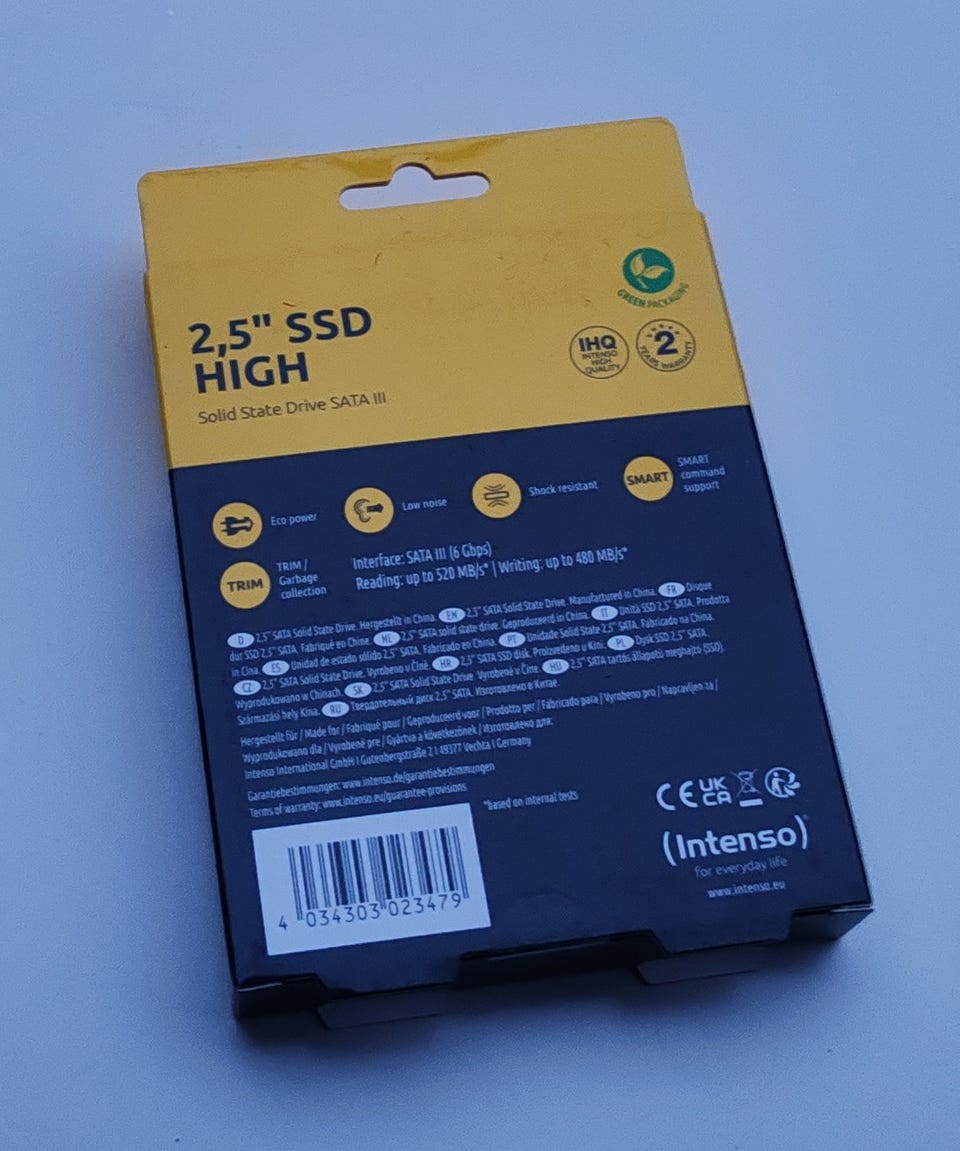 GREEN PACKAGING
2,5" SSD
HIGH
Solid State Drive SATA III
IHQ
INTENSO
HIGH
QUALITY
2
YEARS WARRANTY
Eco power
Low noise
Shock resistant
SMART
SMART
command
support
TRIM
TRIM /
Garbage
collection
Interface: SATA III (6 Gbps)
Reading: up to 520 MB/s* | Writing: up to 480 MB/s*
D 2,5" SATA Solid State Drive. Hergestellt in China. EN 2,5" SATA Solid State Drive. Manufactured in China. FR Disque
dur SSD 2,5" SATA. Fabriqué en Chine. NL 2,5" SATA solid state drive. Geproduceerd in China. IT Unità SSD 2,5" SATA. Prodotta
in Cina. ES Unidad de estado sólido 2,5" SATA. Fabricado en China. PT Unidade Solid State 2,5" SATA. Fabricado na China.
CZ 2,5" SATA Solid State Drive. Vyrobeno v Číně. HR 2,5" SATA SSD disk. Proizvedeno u Kini. PL Dysk SSD 2,5" SATA.
Wyprodukowano w Chinach. SK 2,5" SATA Solid State Drive. Vyrobené v Číne. HU 2,5" SATA tartós állapotú meghajtó (SSD).
Származási hely Kína. RU Твердотельный диск 2,5" SATA. Изготовлено в Китае.
Hergestellt für / Made for / Fabriqué pour / Geproduceerd voor / Prodotto per / Fabricado para / Vyrobeno pro / Napravljen za /
Wyprodukowano dla / Vyrobené pre / Gyártva a következőnek / Изготовлено для:
Intenso International GmbH | Gutenbergstraße 2 | 49377 Vechta | Germany
Garantiebestimmungen: www.intenso.de/garantiebestimmungen
Terms of warranty: www.intenso.eu/guarantee-provisions
*based on internal tests
CE UK
CA
(Intenso)
for everyday life
www.intenso.eu
4 034303 023479